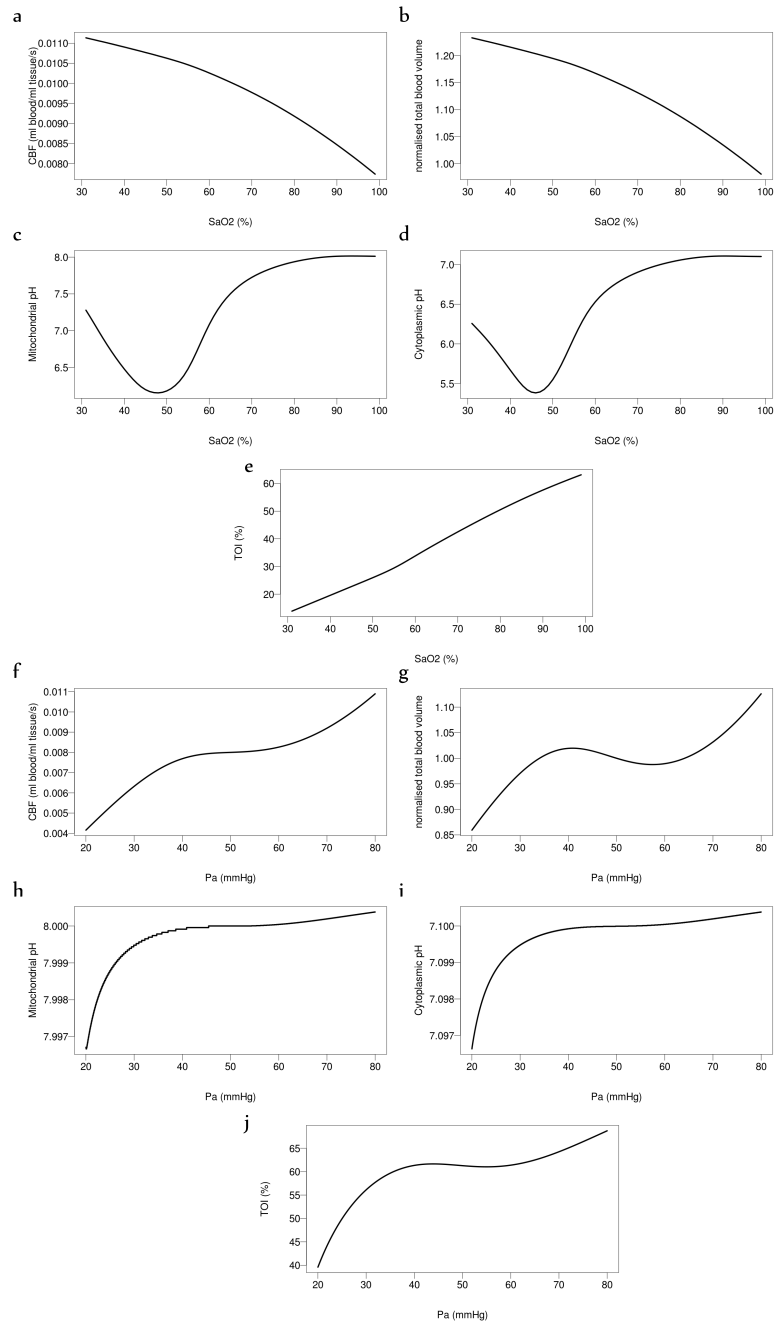 a
CBF (ml blood/ml tissue/s)
0.0110
0.0105
0.0100
0.0095
0.0090
0.0085
0.0080
30 40 50 60 70 80 90 100
SaO2 (%)
b
normalised total blood volume
1.20
1.15
1.10
1.05
1.00
30 40 50 60 70 80 90 100
SaO2 (%)
c
Mitochondrial pH
8.0
7.5
7.0
6.5
30 40 50 60 70 80 90 100
SaO2 (%)
d
Cytoplasmic pH
7.0
6.5
6.0
5.5
30 40 50 60 70 80 90 100
SaO2 (%)
e
TOI (%)
60
50
40
30
20
30 40 50 60 70 80 90 100
SaO2 (%)
f
CBF (ml blood/ml tissue/s)
0.011
0.010
0.009
0.008
0.007
0.006
0.005
0.004
20 30 40 50 60 70 80
Pa (mmHg)
g
normalised total blood volume
1.10
1.05
1.00
0.95
0.90
0.85
20 30 40 50 60 70 80
Pa (mmHg)
h
Mitochondrial pH
8.000
7.999
7.998
7.997
20 30 40 50 60 70 80
Pa (mmHg)
i
Cytoplasmic pH
7.100
7.099
7.098
7.097
20 30 40 50 60 70 80
Pa (mmHg)
j
TOI (%)
65
60
55
50
45
40
20 30 40 50 60 70 80
Pa (mmHg)